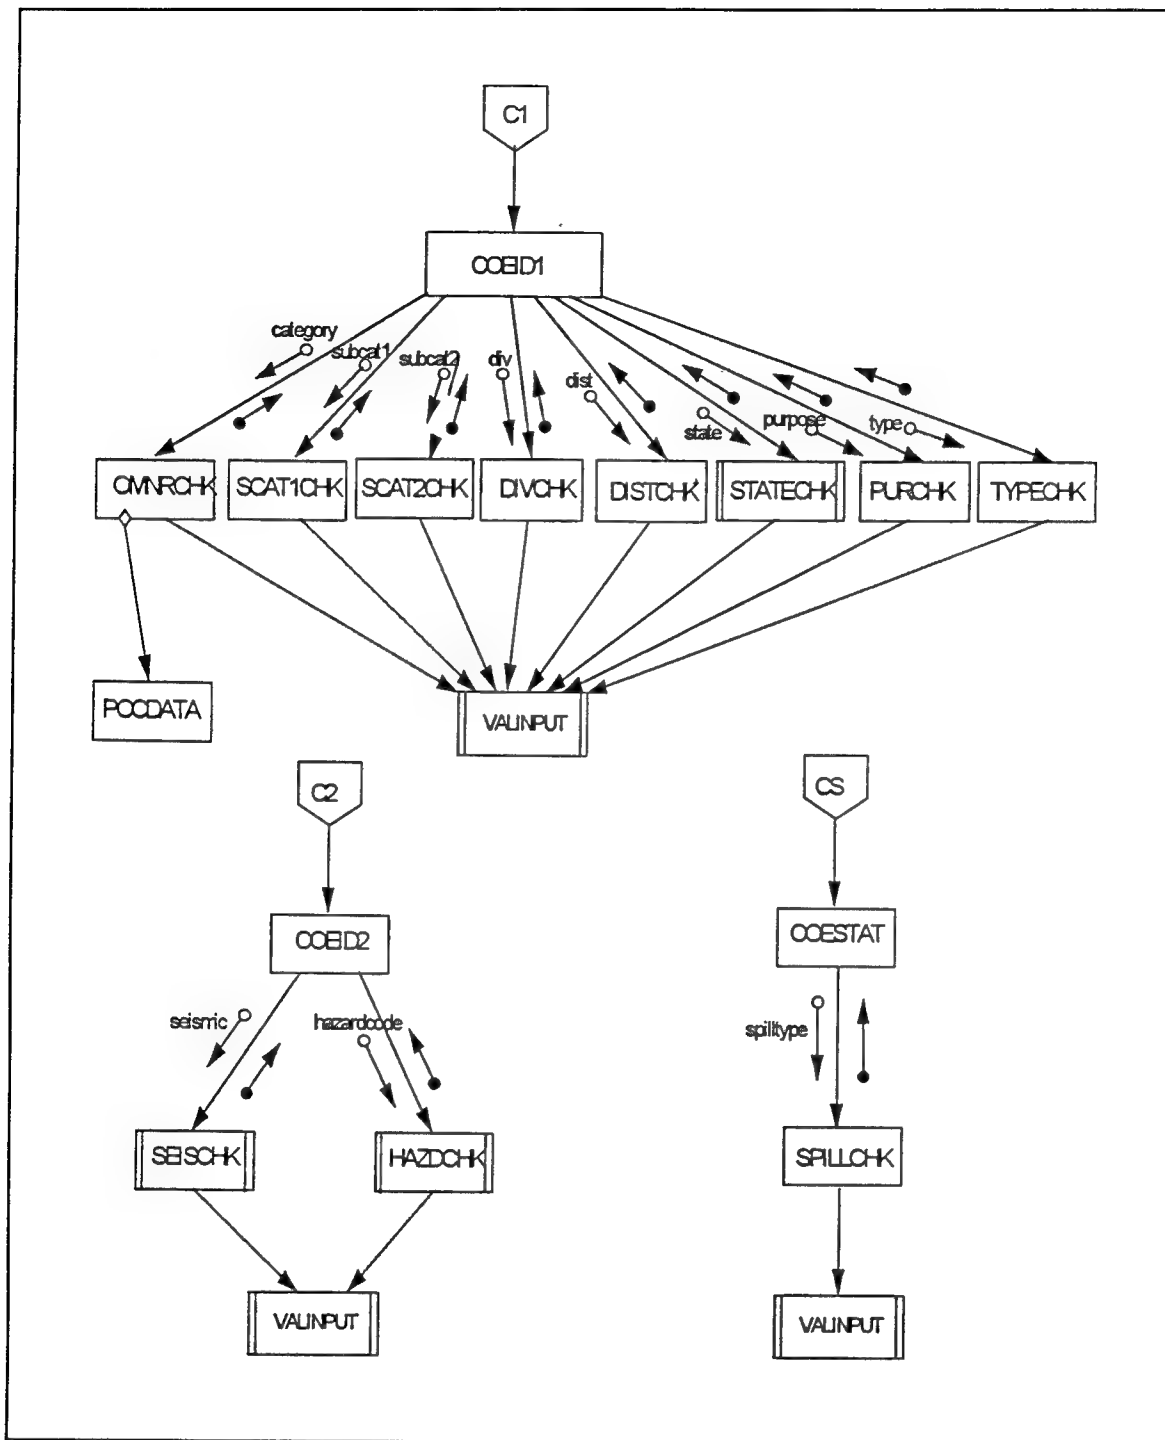 C1
COEID1
category
subcat1
subcat2
div
dist
state
purpose
type
OWNRCHK
SCAT1CHK
SCAT2CHK
DIVCHK
DISTCHK
STATECHK
PURCHK
TYPECHK
POCDATA
VALINPUT
C2
CS
COEID2
COESTAT
seismic
hazardcode
spilltype
SEISCHK
HAZDCHK
SPILLCHK
VALINPUT
VALINPUT